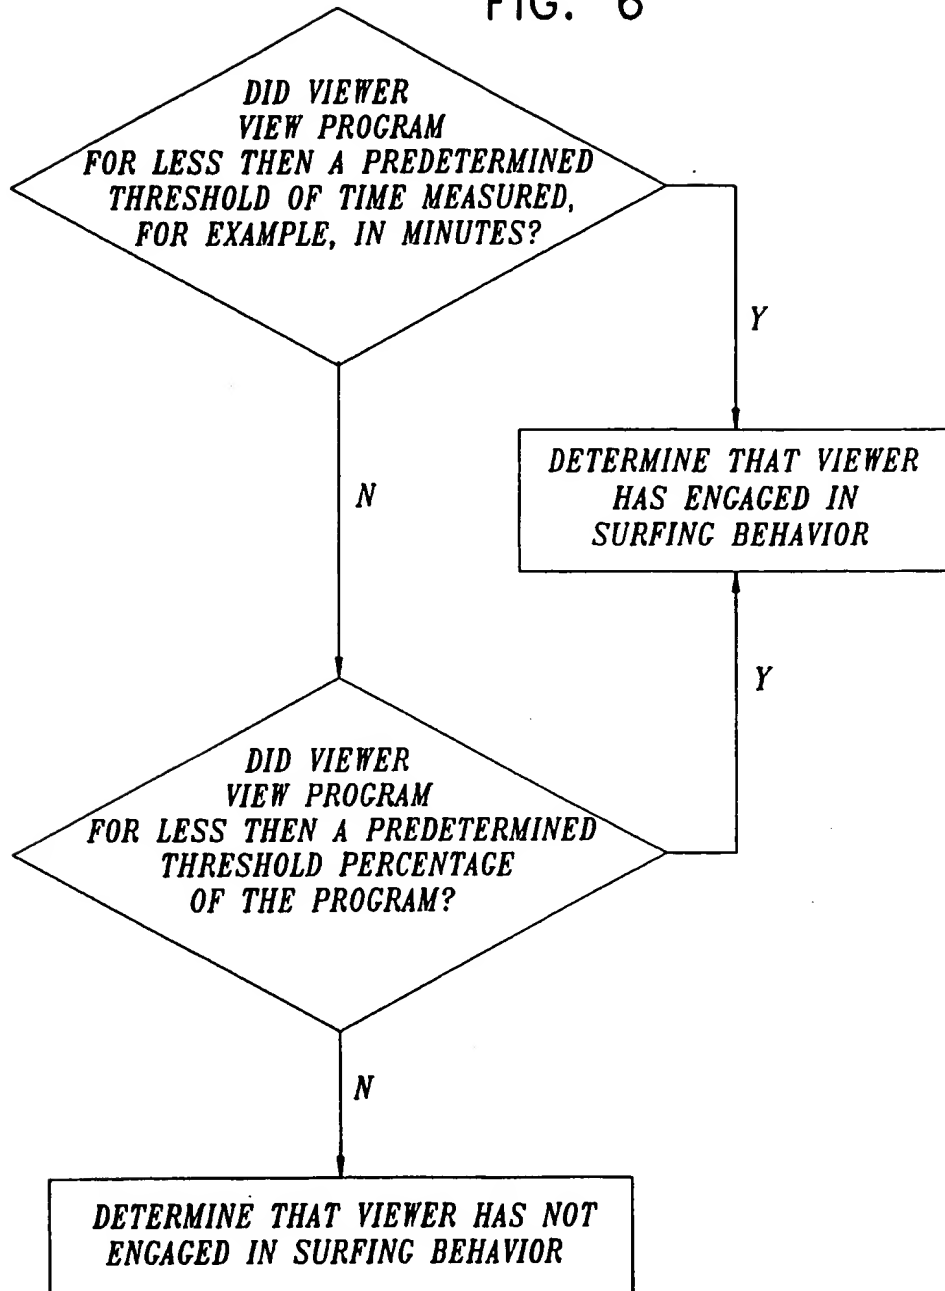 FIG. 6
DID VIEWER
VIEW PROGRAM
FOR LESS THEN A PREDETERMINED
THRESHOLD OF TIME MEASURED,
FOR EXAMPLE, IN MINUTES?
Y
N
DETERMINE THAT VIEWER
HAS ENGAGED IN
SURFING BEHAVIOR
Y
DID VIEWER
VIEW PROGRAM
FOR LESS THEN A PREDETERMINED
THRESHOLD PERCENTAGE
OF THE PROGRAM?
N
DETERMINE THAT VIEWER HAS NOT
ENGAGED IN SURFING BEHAVIOR